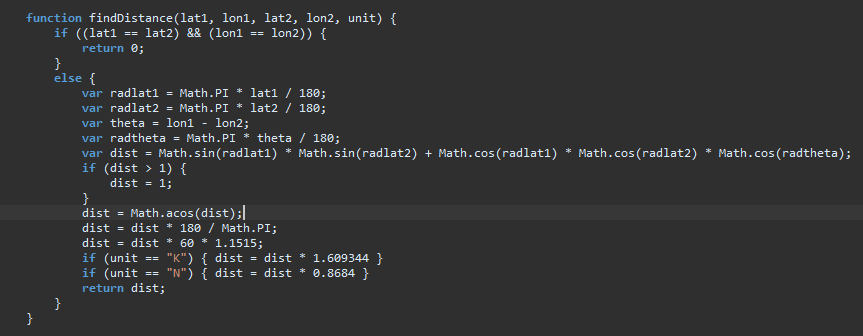 function findDistance(lat1, lon1, lat2, lon2, unit) {
    if ((lat1 == lat2) && (lon1 == lon2)) {
        return 0;
    }
    else {
        var radlat1 = Math.PI * lat1 / 180;
        var radlat2 = Math.PI * lat2 / 180;
        var theta = lon1 - lon2;
        var radtheta = Math.PI * theta / 180;
        var dist = Math.sin(radlat1) * Math.sin(radlat2) + Math.cos(radlat1) * Math.cos(radlat2) * Math.cos(radtheta);
        if (dist > 1) {
            dist = 1;
        }
        dist = Math.acos(dist);
        dist = dist * 180 / Math.PI;
        dist = dist * 60 * 1.1515;
        if (unit == "K") { dist = dist * 1.609344 }
        if (unit == "N") { dist = dist * 0.8684 }
        return dist;
    }
}